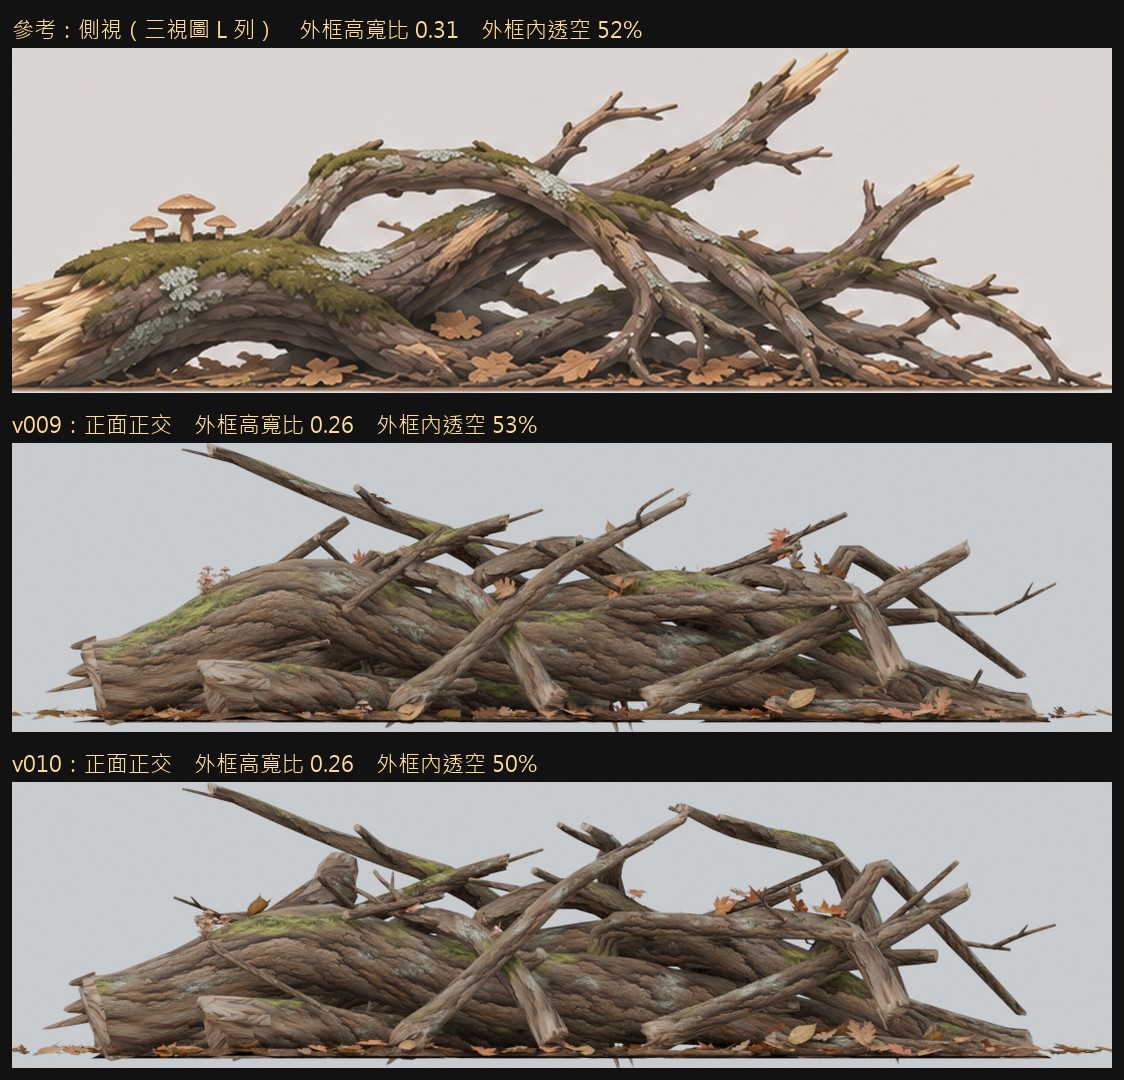 參考：側視（三視圖 L 列） 外框高寬比 0.31 外框內透空 52%
v009：正面正交 外框高寬比 0.26 外框內透空 53%
v010：正面正交 外框高寬比 0.26 外框內透空 50%